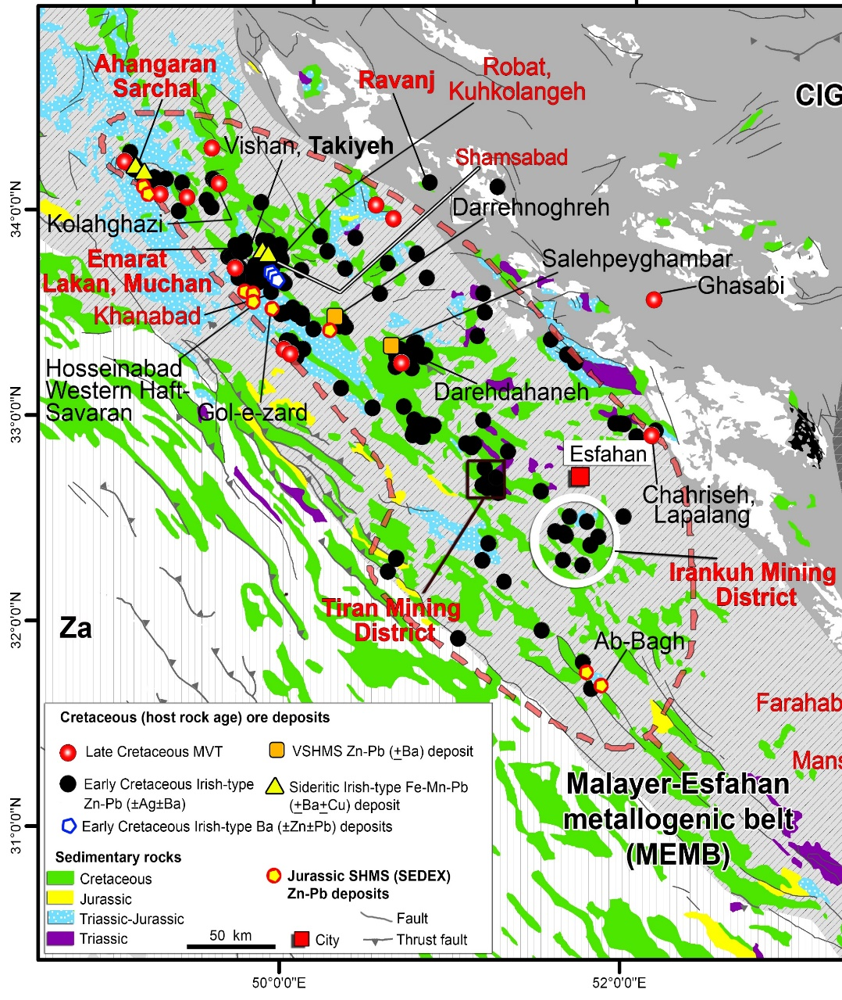 Ahangaran
Sarchal
Ravanj
Robat,
Kuhkolangeh
CIG
Vishan, Takiyeh
Shamsabad
Darrehnoghreh
Kolahghazi
Emarat
Lakan, Muchan
Khanabad
Salehpeyghambar
Ghasabi
Hosseinabad
Western Haft-
Savaran
Gol-e-zard
Darehdahaneh
Esfahan
Chahriseh,
Lapalang
Irankuh Mining
District
Tiran Mining
District
Za
Ab-Bagh
Farahab
Mans
Malayer-Esfahan
metallogenic belt
(MEMB)
34°0'0"N
33°0'0"N
32°0'0"N
31°0'0"N
50°0'0"E
52°0'0"E
Cretaceous (host rock age) ore deposits
Late Cretaceous MVT
VSHMS Zn-Pb (±Ba) deposit
Early Cretaceous Irish-type
Zn-Pb (±Ag±Ba)
Sideritic Irish-type Fe-Mn-Pb
(±Ba±Cu) deposit
Early Cretaceous Irish-type Ba (±Zn±Pb) deposits
Sedimentary rocks
Cretaceous
Jurassic
Triassic-Jurassic
Triassic
Jurassic SHMS (SEDEX)
Zn-Pb deposits
Fault
50 km
City
Thrust fault